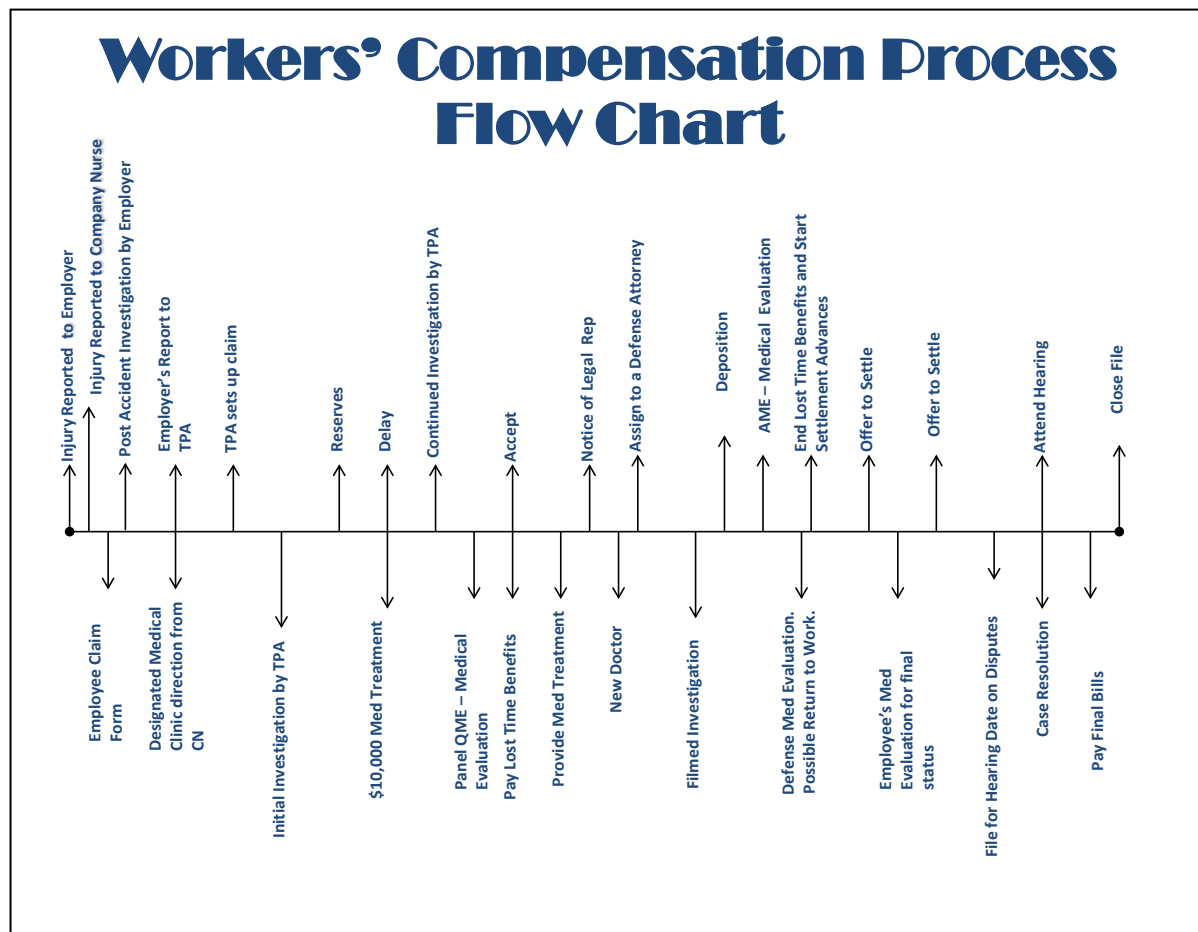 Workers’ Compensation Process
Flow Chart
Injury Reported to Employer
Injury Reported to Company Nurse
Post Accident Investigation by Employer
Employer’s Report to
TPA
TPA sets up claim
Reserves
Delay
Continued Investigation by TPA
Accept
Notice of Legal Rep
Assign to a Defense Attorney
Deposition
AME – Medical Evaluation
End Lost Time Benefits and Start
Settlement Advances
Offer to Settle
Offer to Settle
Attend Hearing
Close File
Employee Claim
Form
Designated Medical
Clinic direction from
CN
Initial Investigation by TPA
$10,000 Med Treatment
Panel QME – Medical
Evaluation
Pay Lost Time Benefits
Provide Med Treatment
New Doctor
Filmed Investigation
Defense Med Evaluation.
Possible Return to Work.
Employee’s Med
Evaluation for final
status
File for Hearing Date on Disputes
Case Resolution
Pay Final Bills